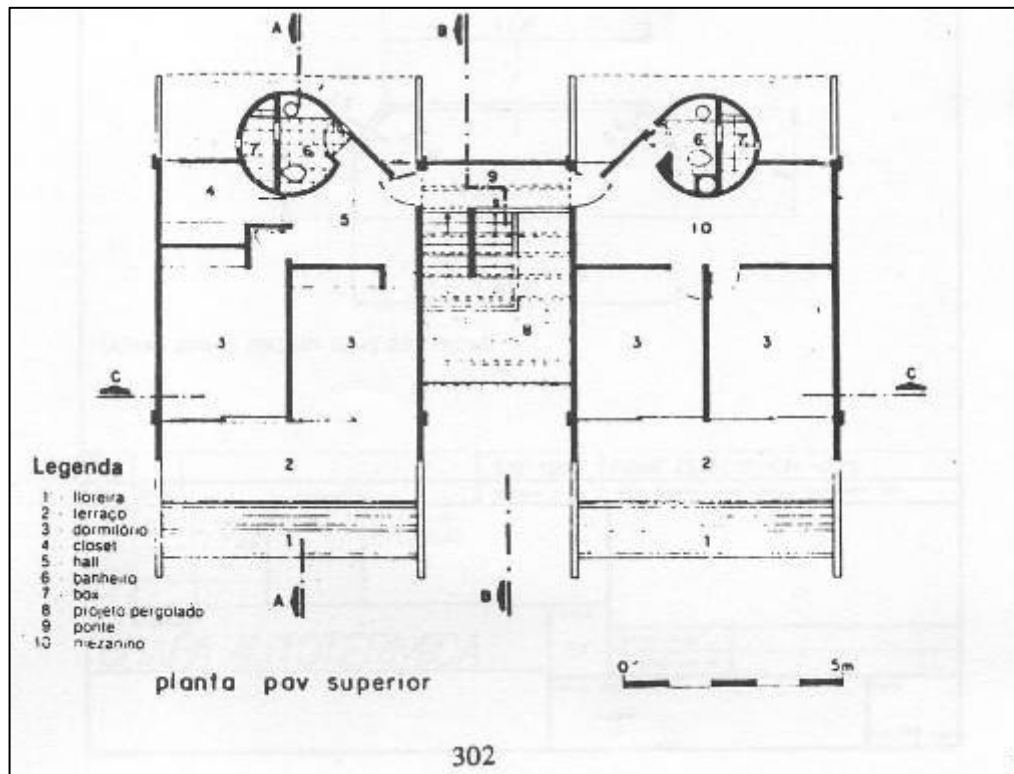 A B
7 6 6 7
4 9
5 10
8
3 3 3 3
C C
2 2
1 1
A B
Legenda
1 floreira
2 terraço
3 dormitório
4 closet
5 hall
6 banheiro
7 box
8 projeto pergolado
9 ponte
10 mezanino
0 5m
planta pav superior
302